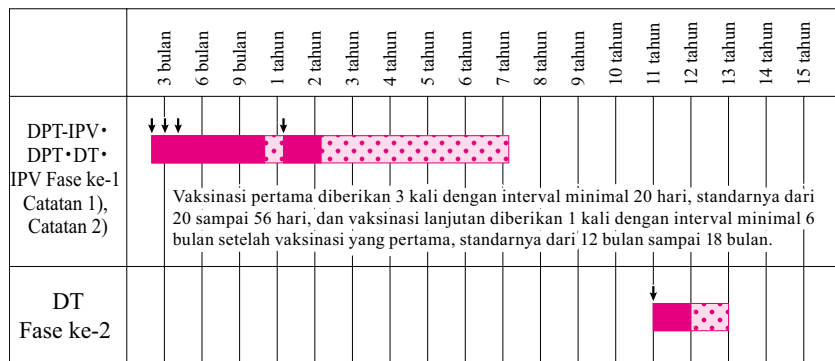 3 bulan
6 bulan
9 bulan
1 tahun
2 tahun
3 tahun
4 tahun
5 tahun
6 tahun
7 tahun
8 tahun
9 tahun
10 tahun
11 tahun
12 tahun
13 tahun
14 tahun
15 tahun
DPT-IPV・
DPT・DT・
IPV Fase ke-1
Catatan 1),
Catatan 2)
Vaksinasi pertama diberikan 3 kali dengan interval minimal 20 hari, standarnya dari
20 sampai 56 hari, dan vaksinasi lanjutan diberikan 1 kali dengan interval minimal 6
bulan setelah vaksinasi yang pertama, standarnya dari 12 bulan sampai 18 bulan.
DT
Fase ke-2